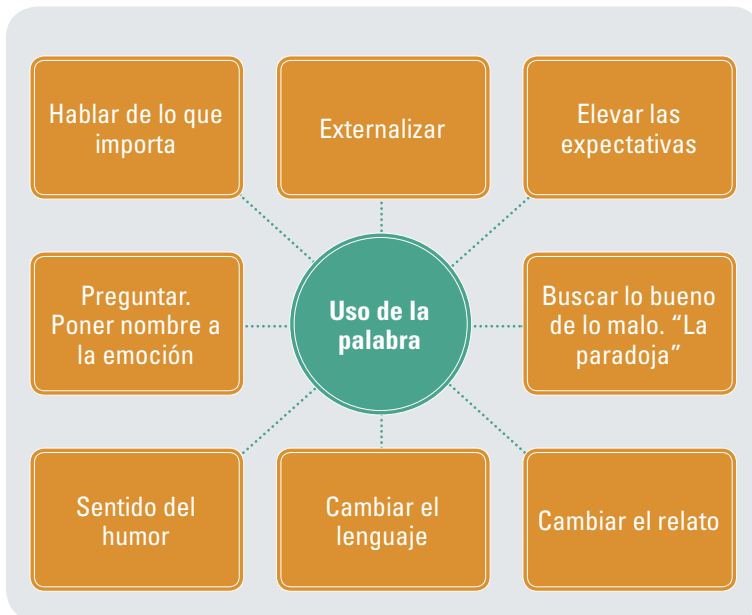 Hablar de lo que
importa
Externalizar
Elevar las
expectativas
Preguntar.
Poner nombre a
la emoción
Uso de la
palabra
Buscar lo bueno
de lo malo. “La
paradoja”
Sentido del
humor
Cambiar el
lenguaje
Cambiar el relato